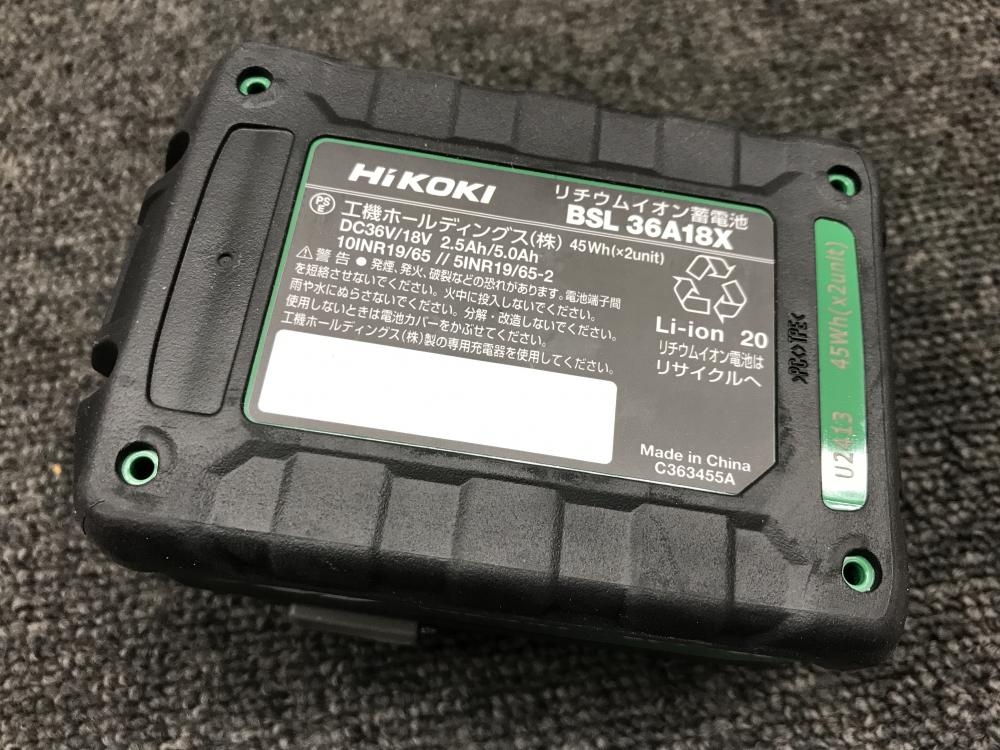 HiKOKI
リチウムイオン蓄電池
BSL 36A18X
PS
E
工機ホールディングス(株) 45Wh(×2unit)
DC36V/18V 2.5Ah/5.0Ah
10INR19/65 // 5INR19/65-2
⚠警告 ● 発煙、発火、破裂などの恐れがあります。電池端子間
を短絡させないでください。火中に投入しないでください。
雨や水にぬらさないでください。分解・改造しないでください。
使用しないときは電池カバーをかぶせてください。
工機ホールディングス(株)製の専用充電器を使用してください。
Li-ion 20
リチウムイオン電池は
リサイクルへ
Made in China
C363455A
>PC◇TPE<
U2413 45Wh(x2unit)